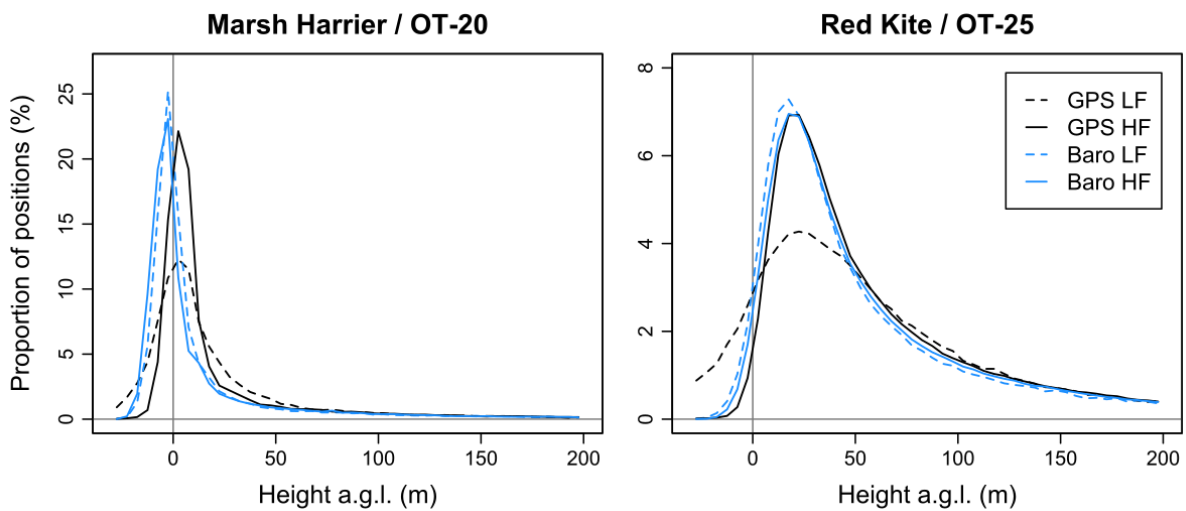 Marsh Harrier / OT-20
Red Kite / OT-25
Proportion of positions (%)
0
5
10
15
20
25
0
50
100
150
200
Height a.g.l. (m)
0
2
4
6
8
0
50
100
150
200
Height a.g.l. (m)
GPS LF
GPS HF
Baro LF
Baro HF